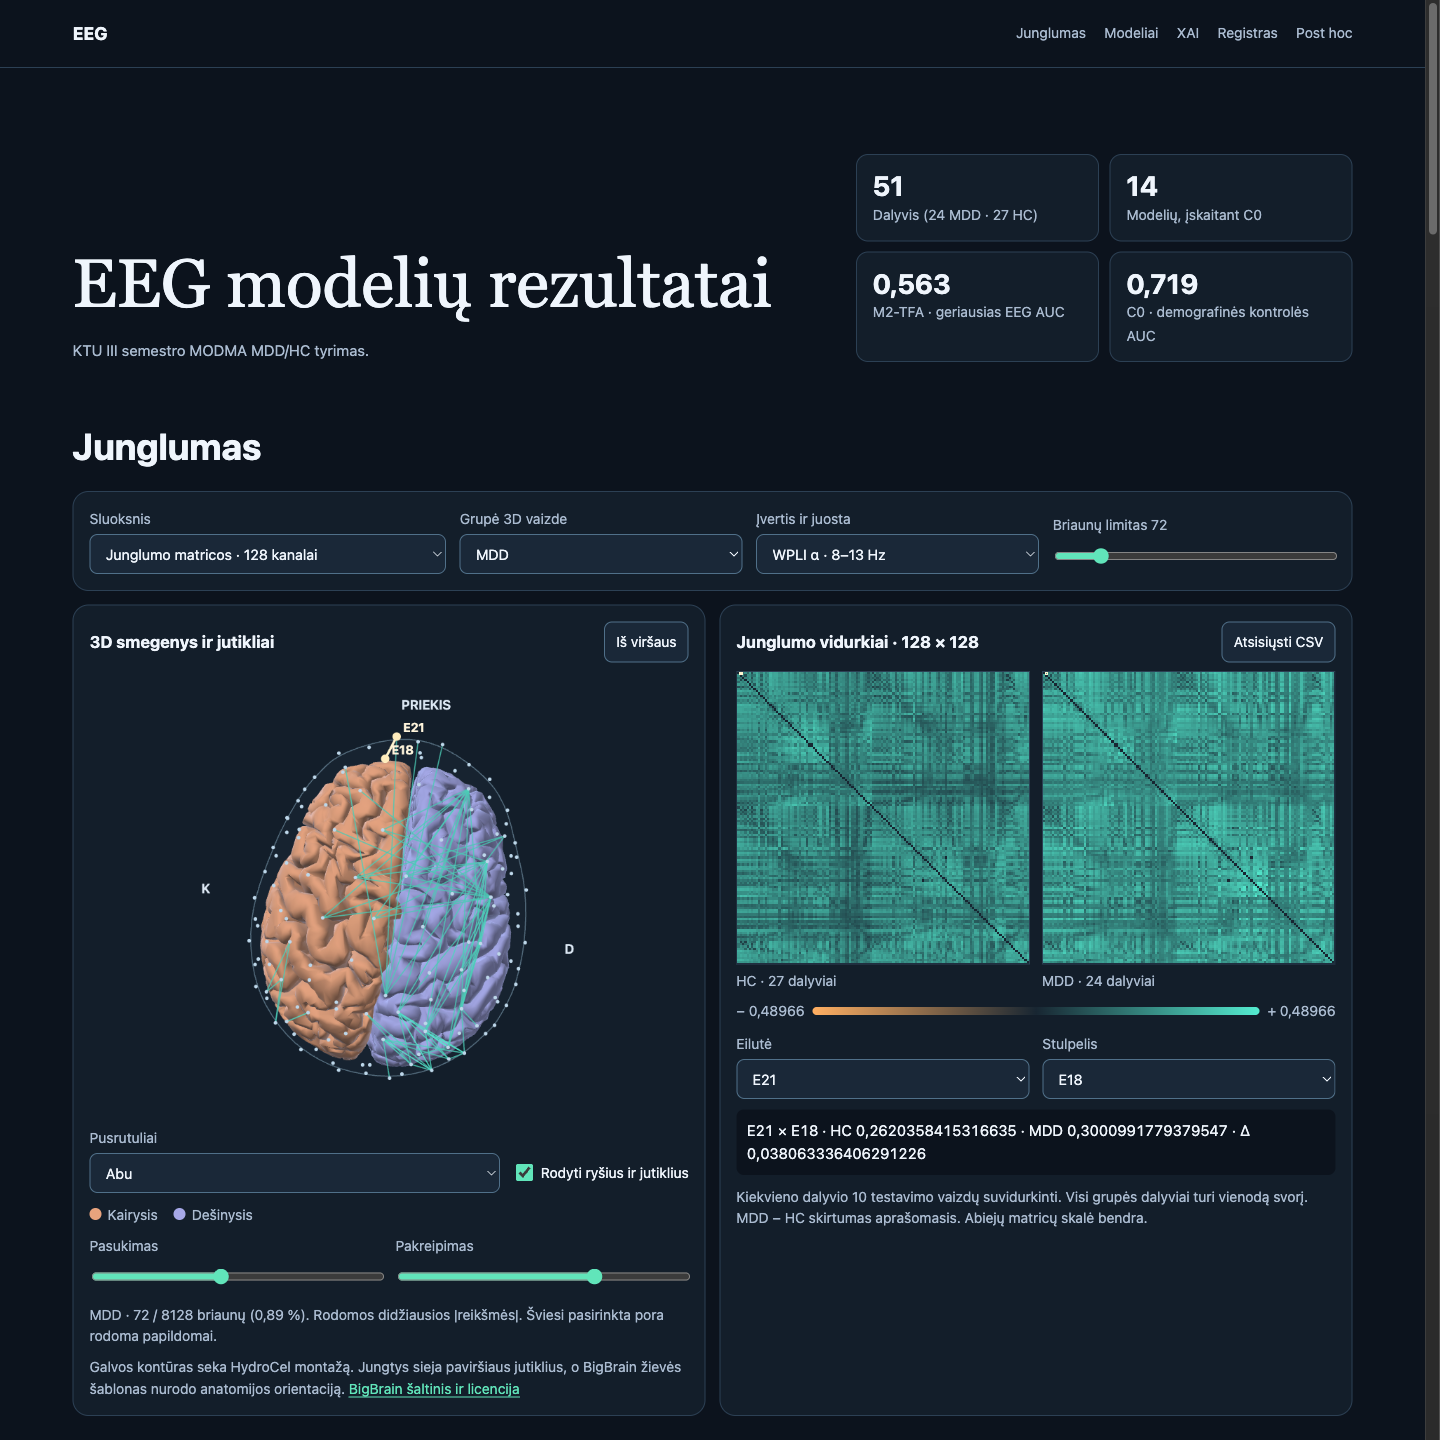 EEG
Junglumas Modeliai XAI Registras Post hoc
EEG modelių rezultatai
KTU III semestro MODMA MDD/HC tyrimas.
51
Dalyvis (24 MDD · 27 HC)
14
Modelių, įskaitant C0
0,563
M2-TFA · geriausias EEG AUC
0,719
C0 · demografinės kontrolės
AUC
Junglumas
Sluoksnis
Junglumo matricos · 128 kanalai
Grupė 3D vaizde
MDD
Įvertis ir juosta
WPLI α · 8–13 Hz
Briaunų limitas 72
3D smegenys ir jutikliai
Iš viršaus
PRIEKIS
E21
E18
K
D
Pusrutuliai
Abu
Rodyti ryšius ir jutiklius
Kairysis Dešinysis
Pasukimas
Pakreipimas
MDD · 72 / 8128 briaunų (0,89 %). Rodomos didžiausios |reikšmės|. Šviesi pasirinkta pora
rodoma papildomai.
Galvos kontūras seka HydroCel montažą. Jungtys sieja paviršiaus jutiklius, o BigBrain žievės
šablonas nurodo anatomijos orientaciją. BigBrain šaltinis ir licencija
Junglumo vidurkiai · 128 × 128
Atsisiųsti CSV
HC · 27 dalyviai
MDD · 24 dalyviai
− 0,48966
+ 0,48966
Eilutė
E21
Stulpelis
E18
E21 × E18 · HC 0,2620358415316635 · MDD 0,3000991779379547 · Δ
0,038063336406291226
Kiekvieno dalyvio 10 testavimo vaizdų suvidurkinti. Visi grupės dalyviai turi vienodą svorį.
MDD − HC skirtumas aprašomasis. Abiejų matricų skalė bendra.